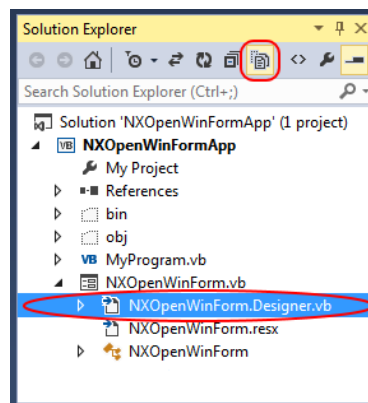 Solution Explorer
Search Solution Explorer (Ctrl+;)
Solution 'NXOpenWinFormApp' (1 project)
VB NXOpenWinFormApp
My Project
References
bin
obj
VB MyProgram.vb
NXOpenWinForm.vb
NXOpenWinForm.Designer.vb
NXOpenWinForm.resx
NXOpenWinForm